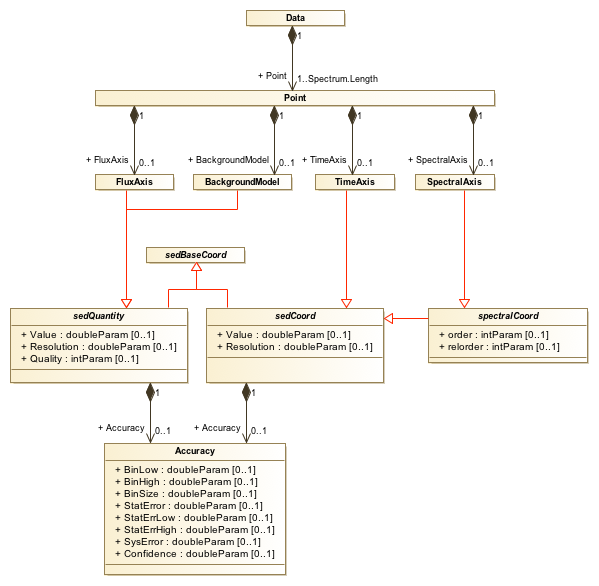 Data
1
+ Point
1..Spectrum.Length
Point
1
1
1
1
+ FluxAxis
0..1
+ BackgroundModel
0..1
+ TimeAxis
0..1
+ SpectralAxis
0..1
FluxAxis
BackgroundModel
TimeAxis
SpectralAxis
sedBaseCoord
sedQuantity
+ Value : doubleParam [0..1]
+ Resolution : doubleParam [0..1]
+ Quality : intParam [0..1]
sedCoord
+ Value : doubleParam [0..1]
+ Resolution : doubleParam [0..1]
spectralCoord
+ order : intParam [0..1]
+ relorder : intParam [0..1]
1
1
+ Accuracy
0..1
+ Accuracy
0..1
Accuracy
+ BinLow : doubleParam [0..1]
+ BinHigh : doubleParam [0..1]
+ BinSize : doubleParam [0..1]
+ StatError : doubleParam [0..1]
+ StatErrLow : doubleParam [0..1]
+ StatErrHigh : doubleParam [0..1]
+ SysError : doubleParam [0..1]
+ Confidence : doubleParam [0..1]